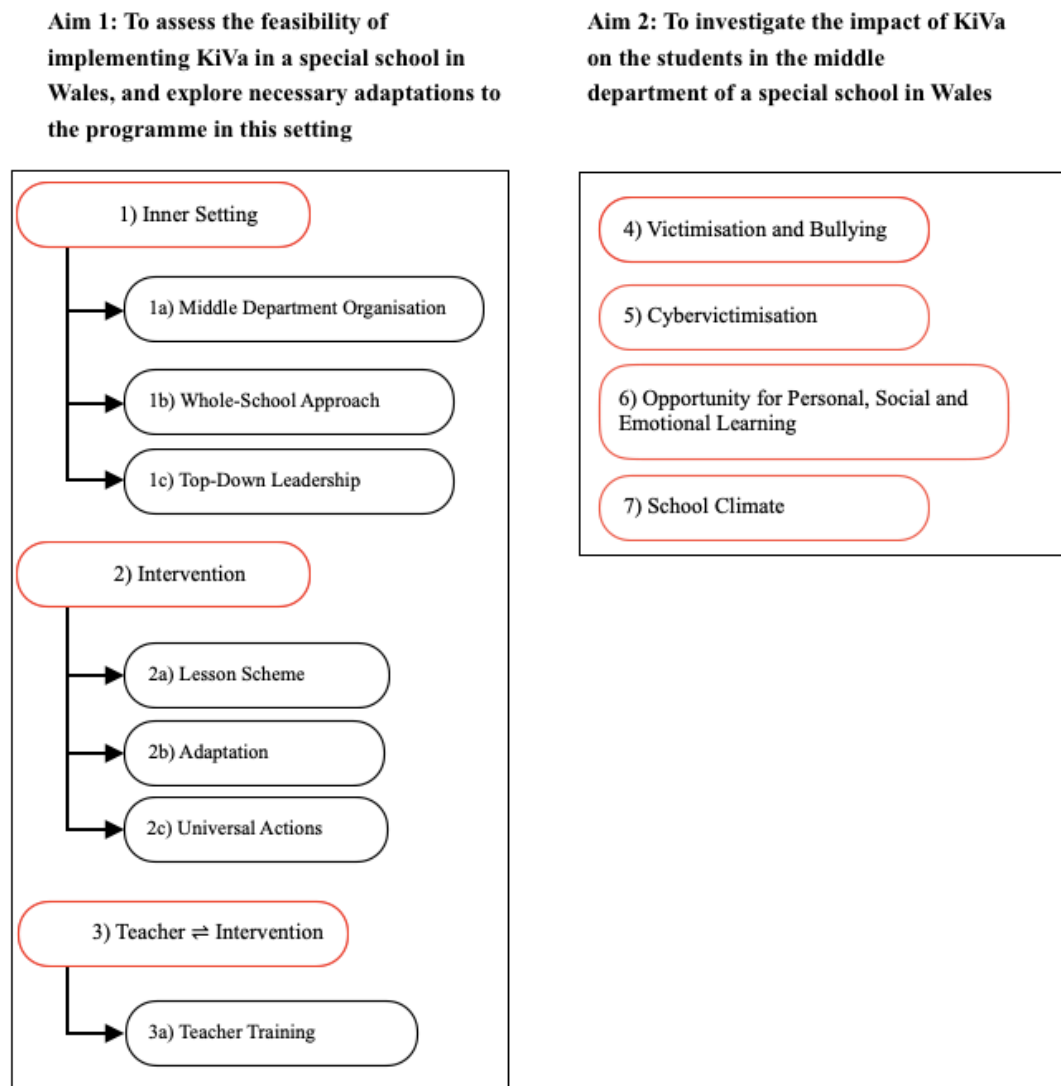 Aim 1: To assess the feasibility of
implementing KiVa in a special school in
Wales, and explore necessary adaptations to
the programme in this setting
1) Inner Setting
1a) Middle Department Organisation
1b) Whole-School Approach
1c) Top-Down Leadership
2) Intervention
2a) Lesson Scheme
2b) Adaptation
2c) Universal Actions
3) Teacher ⇌ Intervention
3a) Teacher Training
Aim 2: To investigate the impact of KiVa
on the students in the middle
department of a special school in Wales
4) Victimisation and Bullying
5) Cybervictimisation
6) Opportunity for Personal, Social and
Emotional Learning
7) School Climate